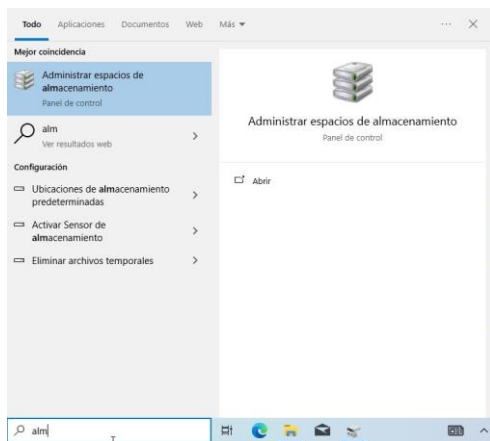 Todo Aplicaciones Documentos Web Más
Mejor coincidencia
Administrar espacios de
almacenamiento
Panel de control
alm
Ver resultados web
Configuración
Ubicaciones de almacenamiento
predeterminadas
Activar Sensor de
almacenamiento
Eliminar archivos temporales
Administrar espacios de almacenamiento
Panel de control
Abrir
alm